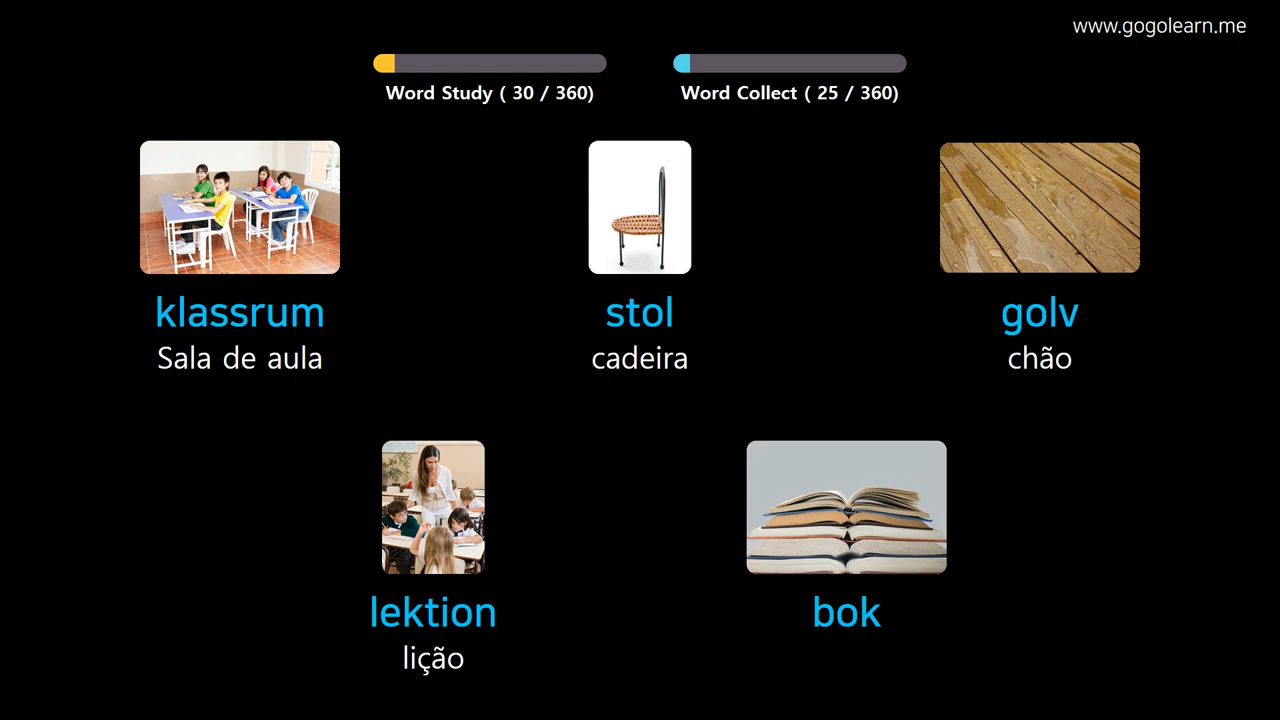 www.gogolearn.me
Word Study ( 30 / 360)
Word Collect ( 25 / 360)
klassrum
Sala de aula
stol
cadeira
golv
chão
lektion
lição
bok